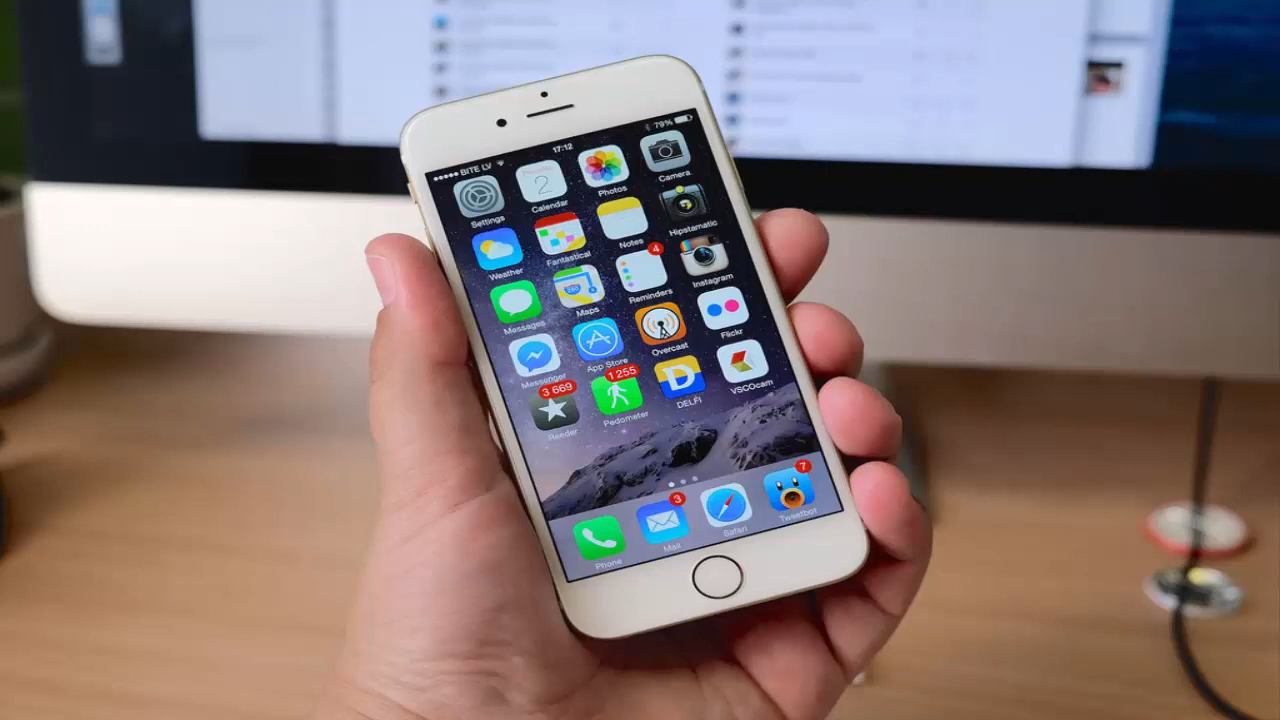 BITE LV 17:12 79%
Settings Calendar Photos Camera
2
Weather Fantastical Notes Hipstamatic
Messages Maps Reminders Instagram
4
Messenger App Store Overcast Flickr
Reeder Pedometer DELFI VSCOcam
3 669 1 255 D
Phone Mail Safari Tweetbot
3 7